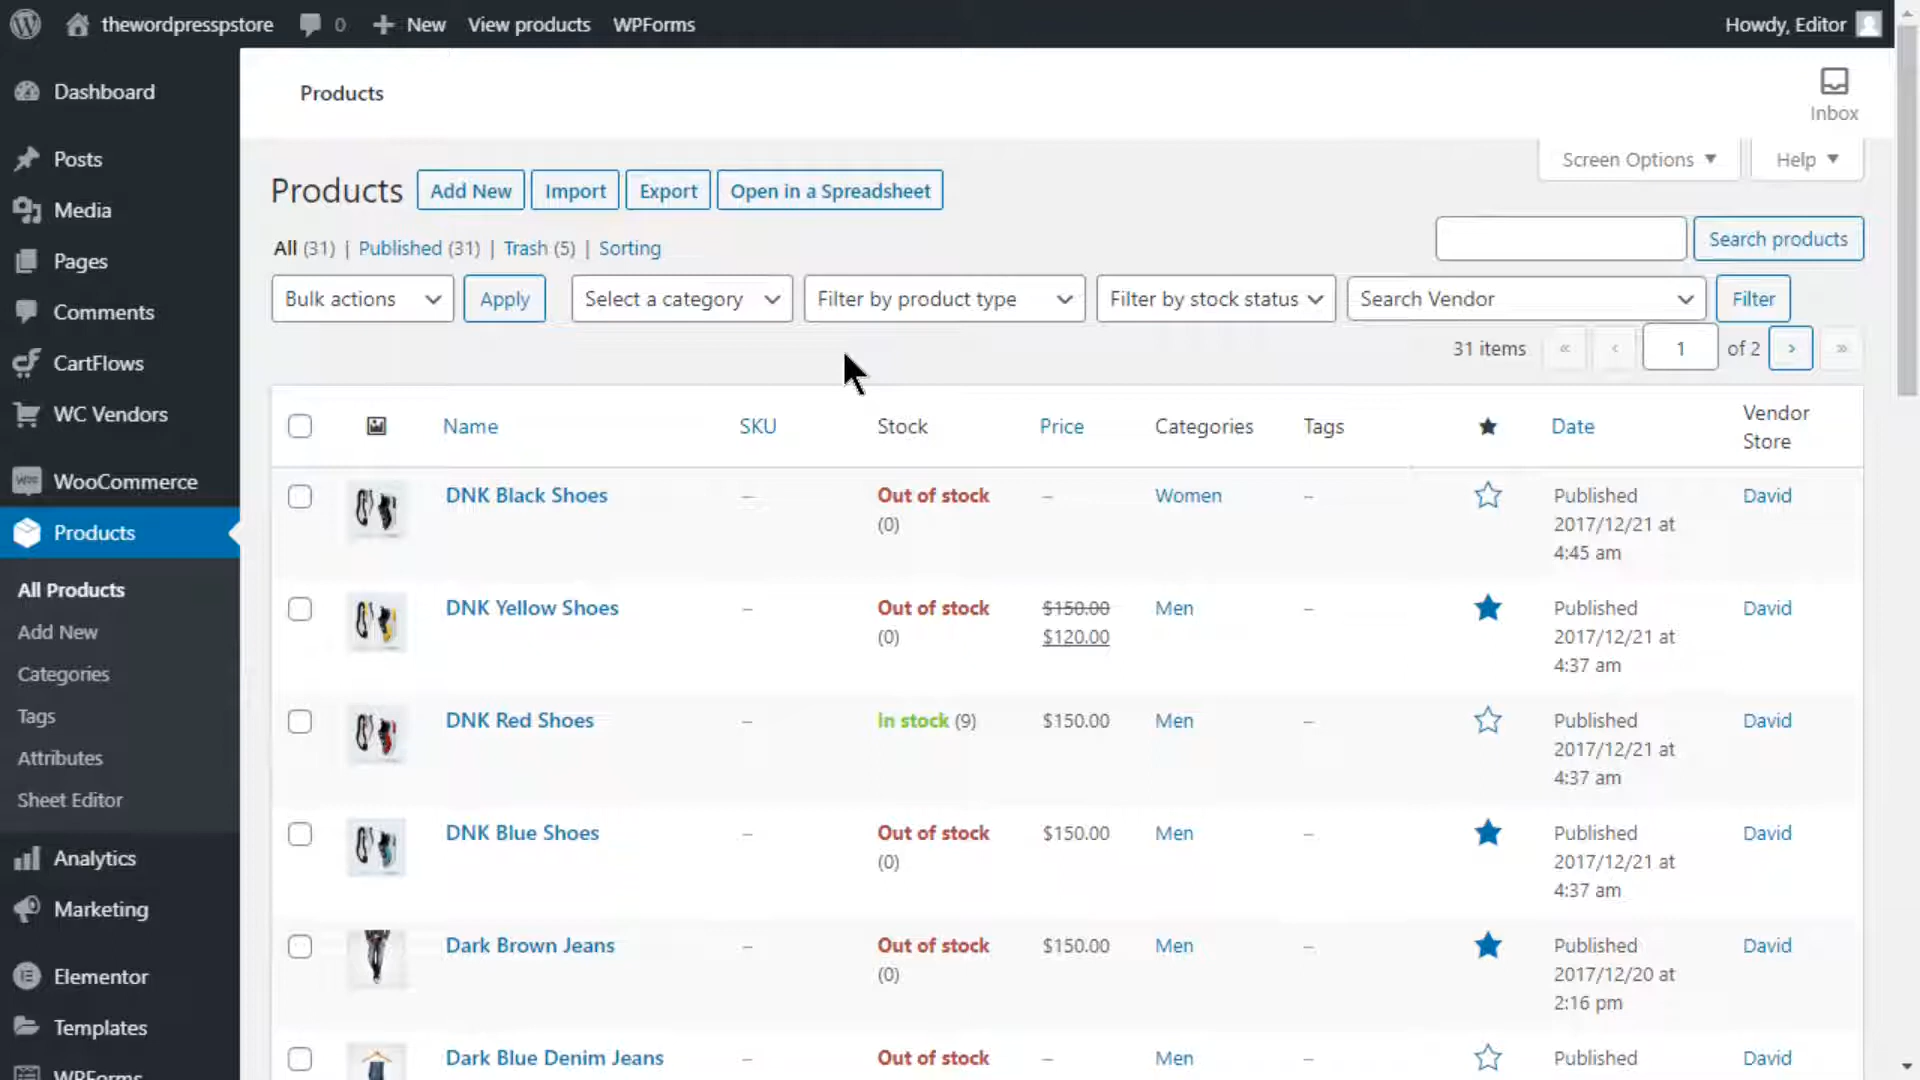 thewordpresspstore 0 New View products WPForms Howdy, Editor
Dashboard
Posts
Media
Pages
Comments
CartFlows
WC Vendors
WooCommerce
Products
All Products
Add New
Categories
Tags
Attributes
Sheet Editor
Analytics
Marketing
Elementor
Templates
WPForms
Products
Inbox
Screen Options Help
Products Add New Import Export Open in a Spreadsheet
All (31) | Published (31) | Trash (5) | Sorting
Search products
Bulk actions Apply Select a category Filter by product type Filter by stock status Search Vendor Filter
31 items « ‹ 1 of 2 › »
Name SKU Stock Price Categories Tags Date Vendor
Store
DNK Black Shoes – Out of stock – Women – Published David
(0) 2017/12/21 at
4:45 am
DNK Yellow Shoes – Out of stock $150.00 Men – Published David
(0) $120.00 2017/12/21 at
4:37 am
DNK Red Shoes – In stock (9) $150.00 Men – Published David
2017/12/21 at
4:37 am
DNK Blue Shoes – Out of stock $150.00 Men – Published David
(0) 2017/12/21 at
4:37 am
Dark Brown Jeans – Out of stock $150.00 Men – Published David
(0) 2017/12/20 at
2:16 pm
Dark Blue Denim Jeans – Out of stock – Men – Published David